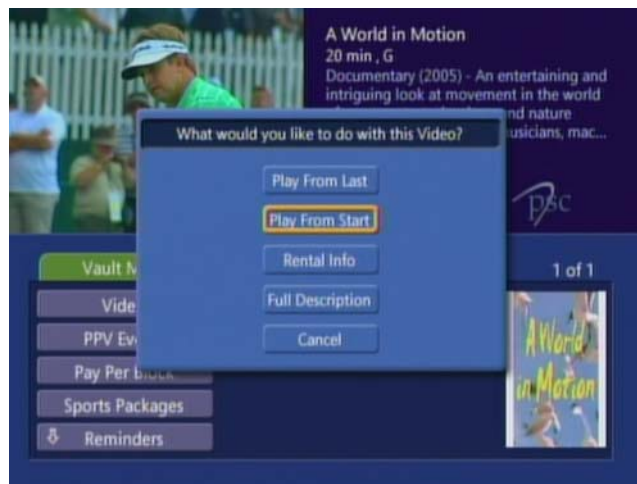 A World in Motion
20 min , G
Documentary (2005) - An entertaining and
intriguing look at movement in the world
nd nature
usicians, mac...
What would you like to do with this Video?
Play From Last
Play From Start
Rental Info
Full Description
Cancel
psc
Vault M
1 of 1
Vide
PPV Ev
Pay Per Block
Sports Packages
Reminders
A World
in Motion